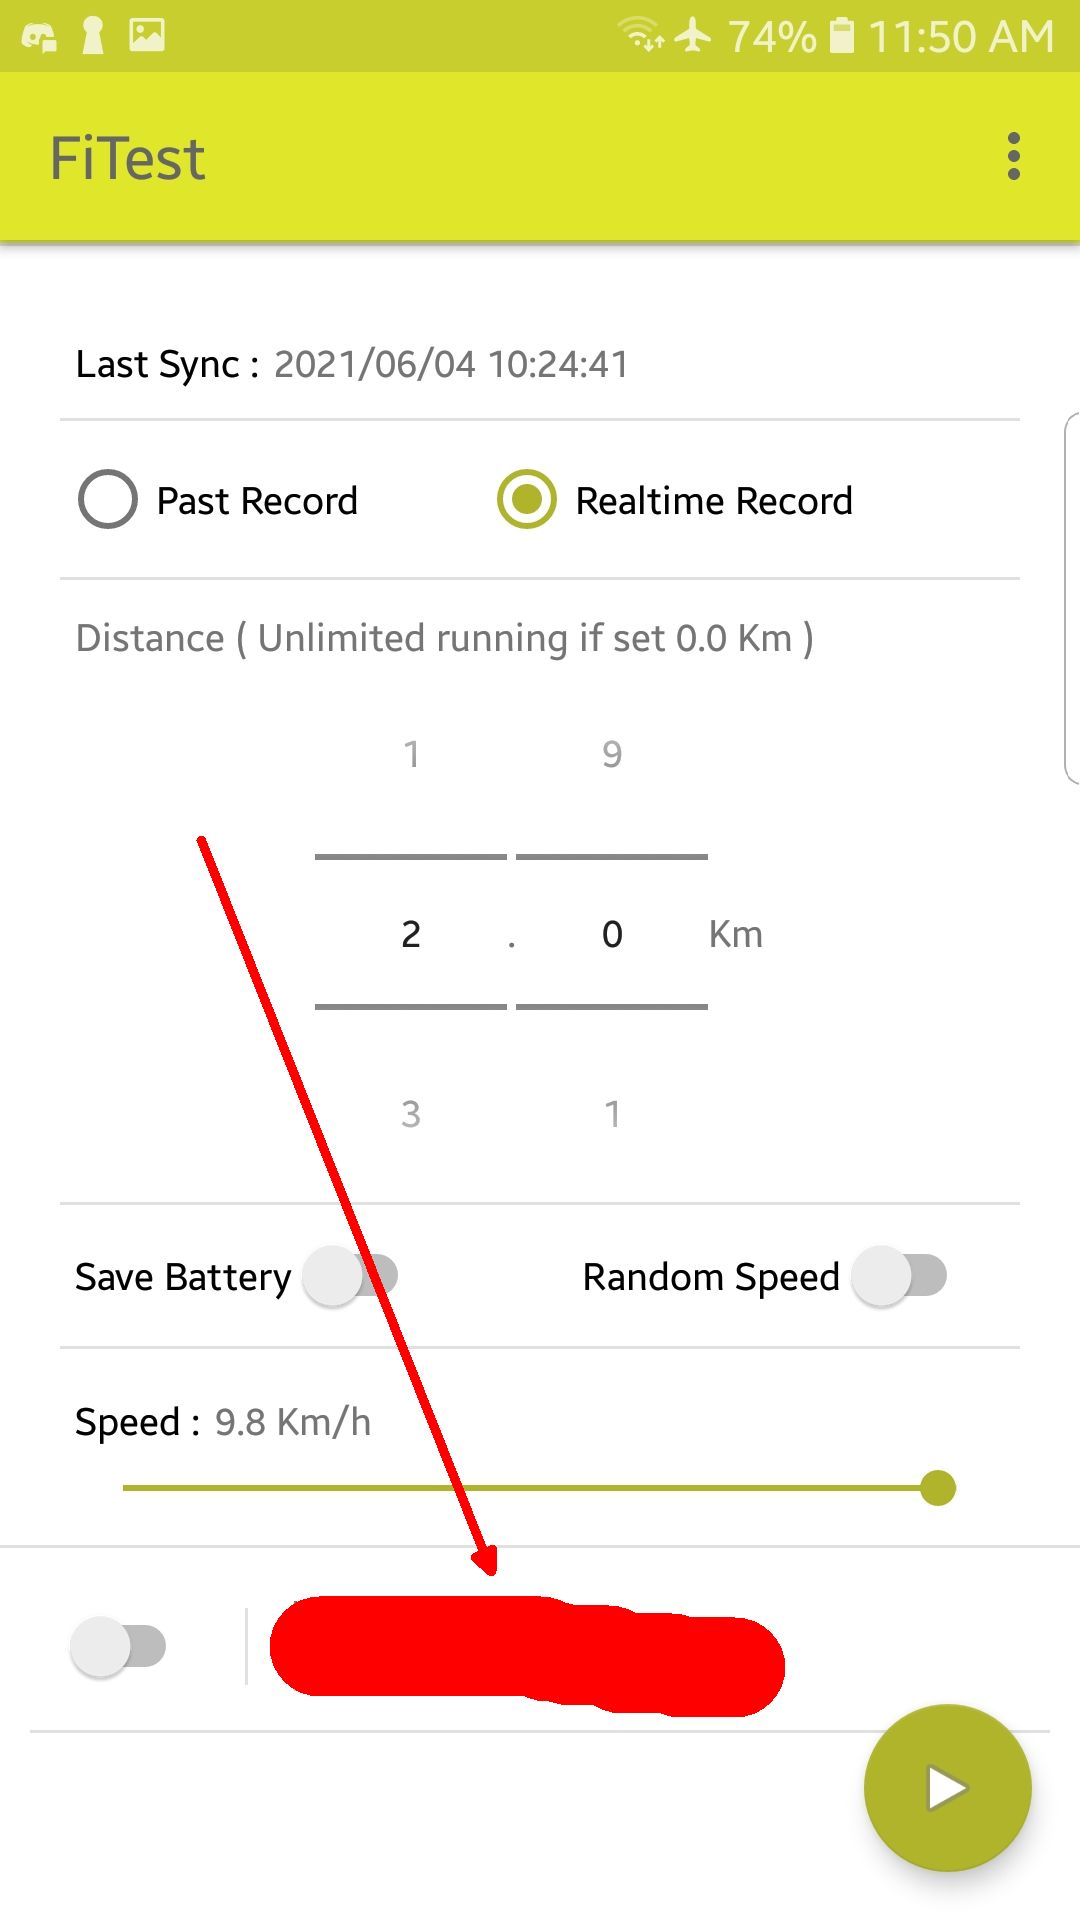 74% 11:50 AM
FiTest
Last Sync : 2021/06/04 10:24:41
Past Record Realtime Record
Distance ( Unlimited running if set 0.0 Km )
1 9
2 . 0 Km
3 1
Save Battery Random Speed
Speed : 9.8 Km/h